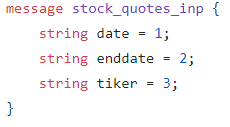 message stock_quotes_inp {
    string date = 1;
    string enddate = 2;
    string tiker = 3;
}